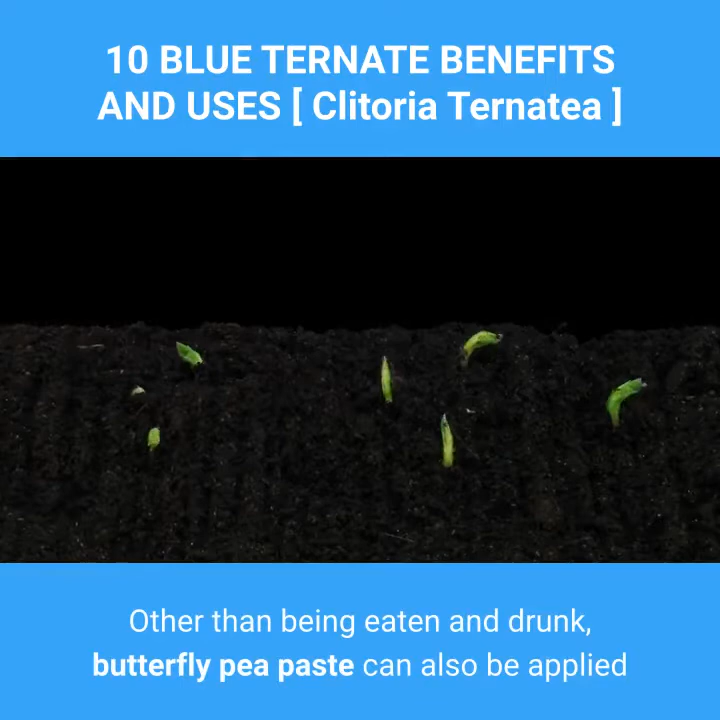 10 BLUE TERNATE BENEFITS
AND USES [ Clitoria Ternatea ]
Other than being eaten and drunk,
butterfly pea paste can also be applied